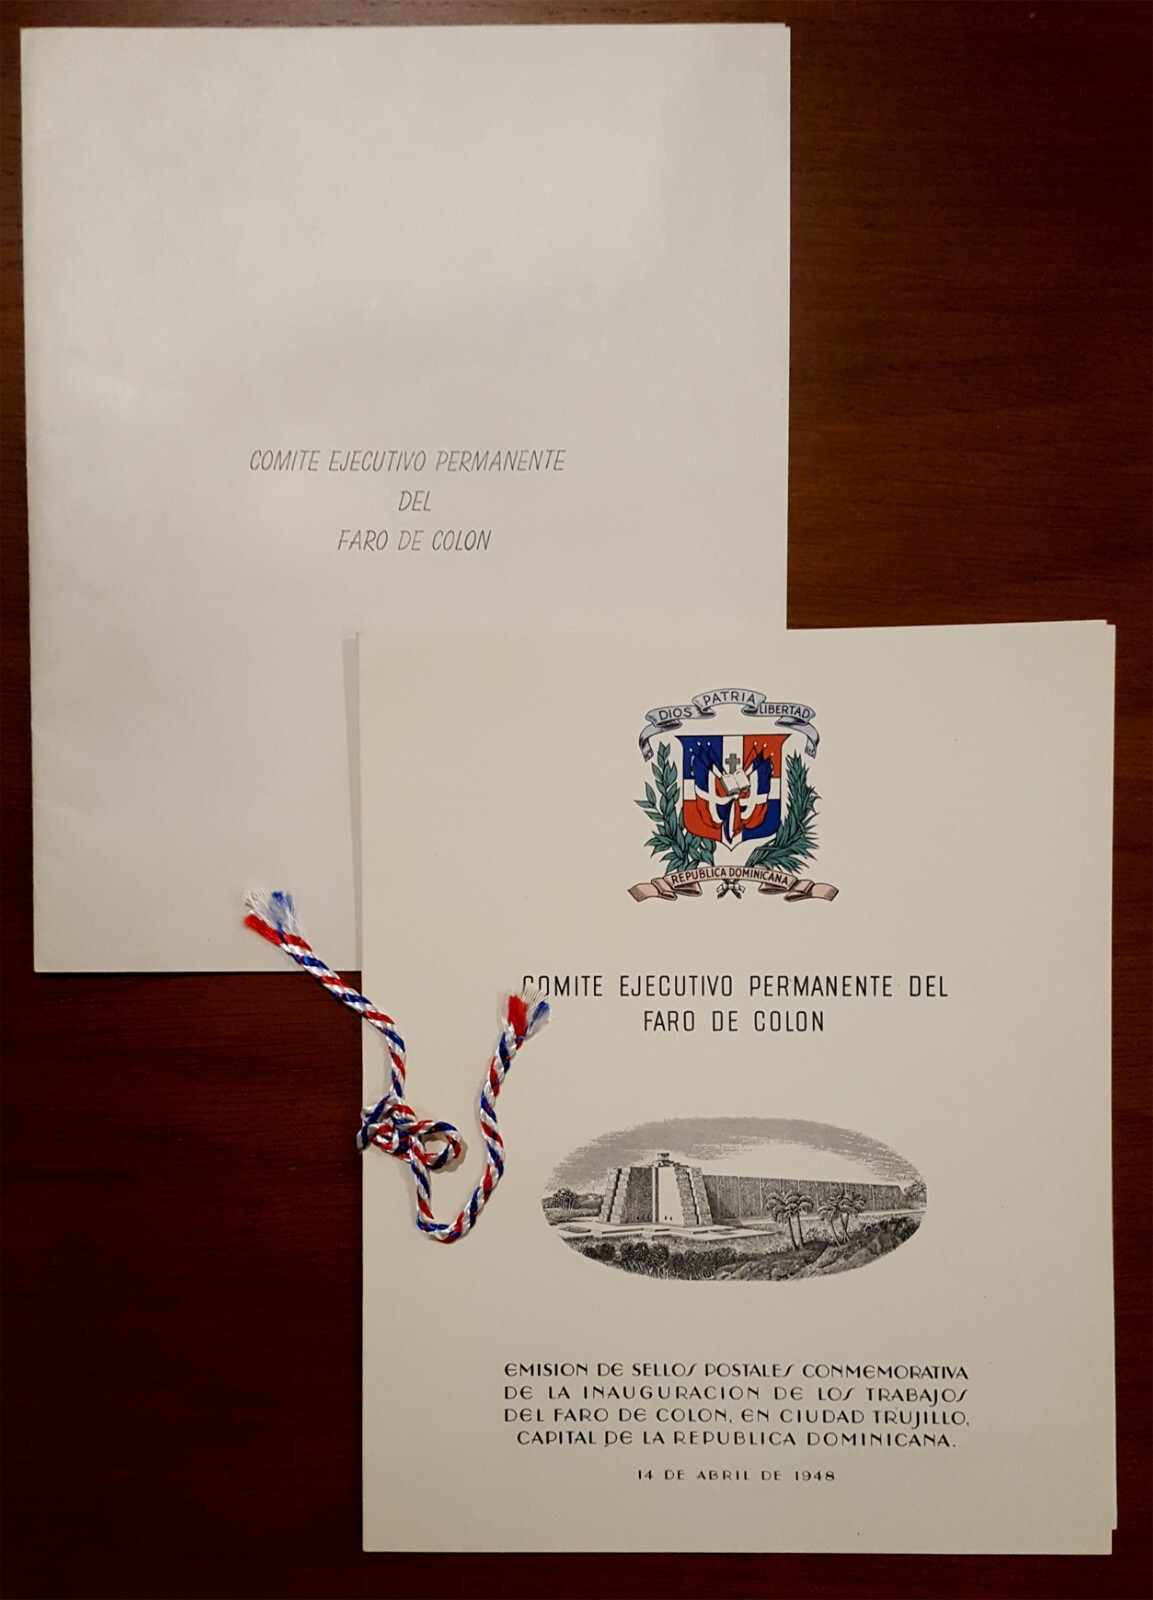 COMITE EJECUTIVO PERMANENTE
DEL
FARO DE COLON
DIOS PATRIA LIBERTAD
REPUBLICA DOMINICANA
COMITE EJECUTIVO PERMANENTE DEL
FARO DE COLON
EMISION DE SELLOS POSTALES CONMEMORATIVA
DE LA INAUGURACION DE LOS TRABAJOS
DEL FARO DE COLON, EN CIUDAD TRUJILLO,
CAPITAL DE LA REPUBLICA DOMINICANA.
14 DE ABRIL DE 1948